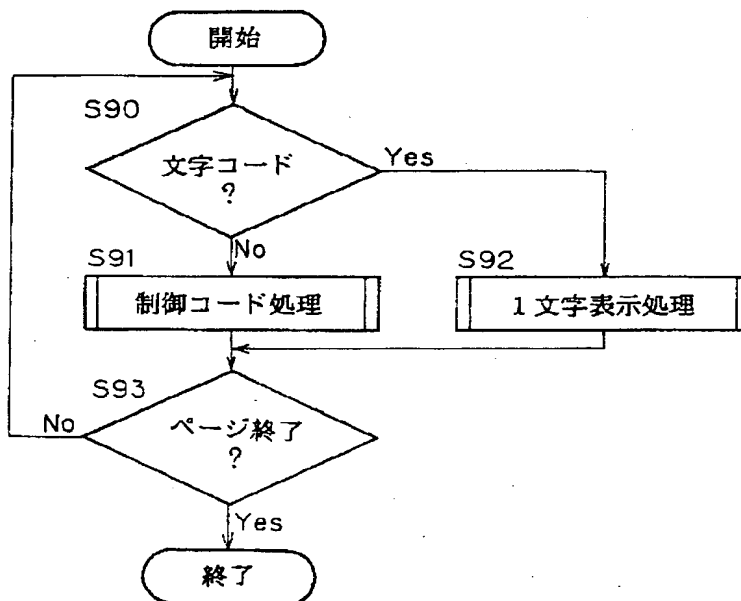 開始
S90
文字コード
?
Yes
No
S91
制御コード処理
S92
1文字表示処理
S93
No
ページ終了
?
Yes
終了